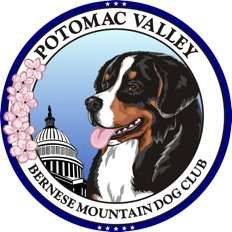 POTOMAC VALLEY
BERNESE MOUNTAIN DOG CLUB